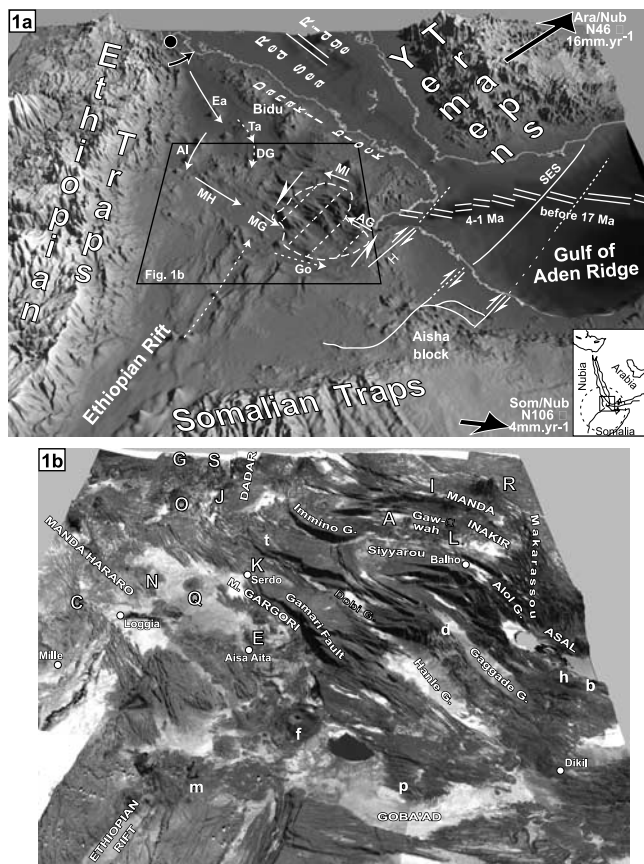 1a
Ara/Nub
N46 □
16mm.yr-1
Red Sea
Ridge
Yemen
Traps
Ethiopian
Traps
Danakil Block
Ea
Bidu
Ta
Al
DG
MI
MH
MG
AG
SES
4-1 Ma
before 17 Ma
H
Go
Fig. 1b
Gulf of
Aden Ridge
Ethiopian Rift
Aisha
block
Somalian Traps
Som/Nub
N106 □
4mm.yr-1
Nubia
Arabia
Somalia
1b
G
S
DADAR
I
R
MANDA
O
J
A
Gaw-
wah
INAKIR
Immino G.
L
Makarassou
MANDA HARARO
t
Siyyarou
Balho
K
Serdo
N
Q
M. GARGORI
Gamari Fault
Dobi G.
Alol G.
C
Loggia
ASAL
E
Aisa Aita
d
Mille
Hanle G.
Gaggade G.
h
b
f
Dikil
m
p
GOBA'AD
ETHIOPIAN
RIFT